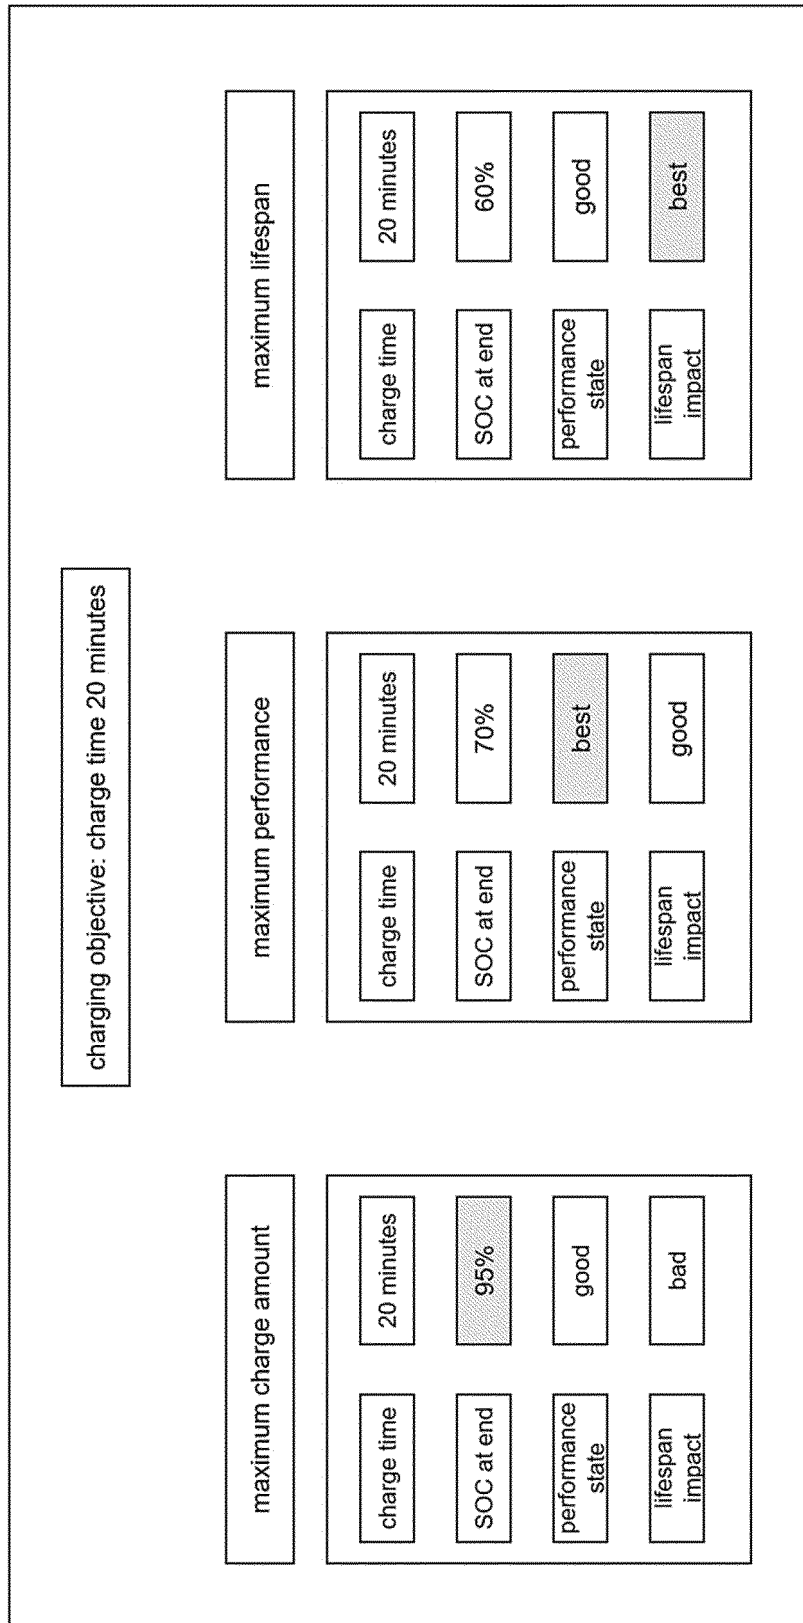 charging objective: charge time 20 minutes
maximum charge amount
charge time
20 minutes
SOC at end
95%
performance
state
good
lifespan
impact
bad
maximum performance
charge time
20 minutes
SOC at end
70%
performance
state
best
lifespan
impact
good
maximum lifespan
charge time
20 minutes
SOC at end
60%
performance
state
good
lifespan
impact
best